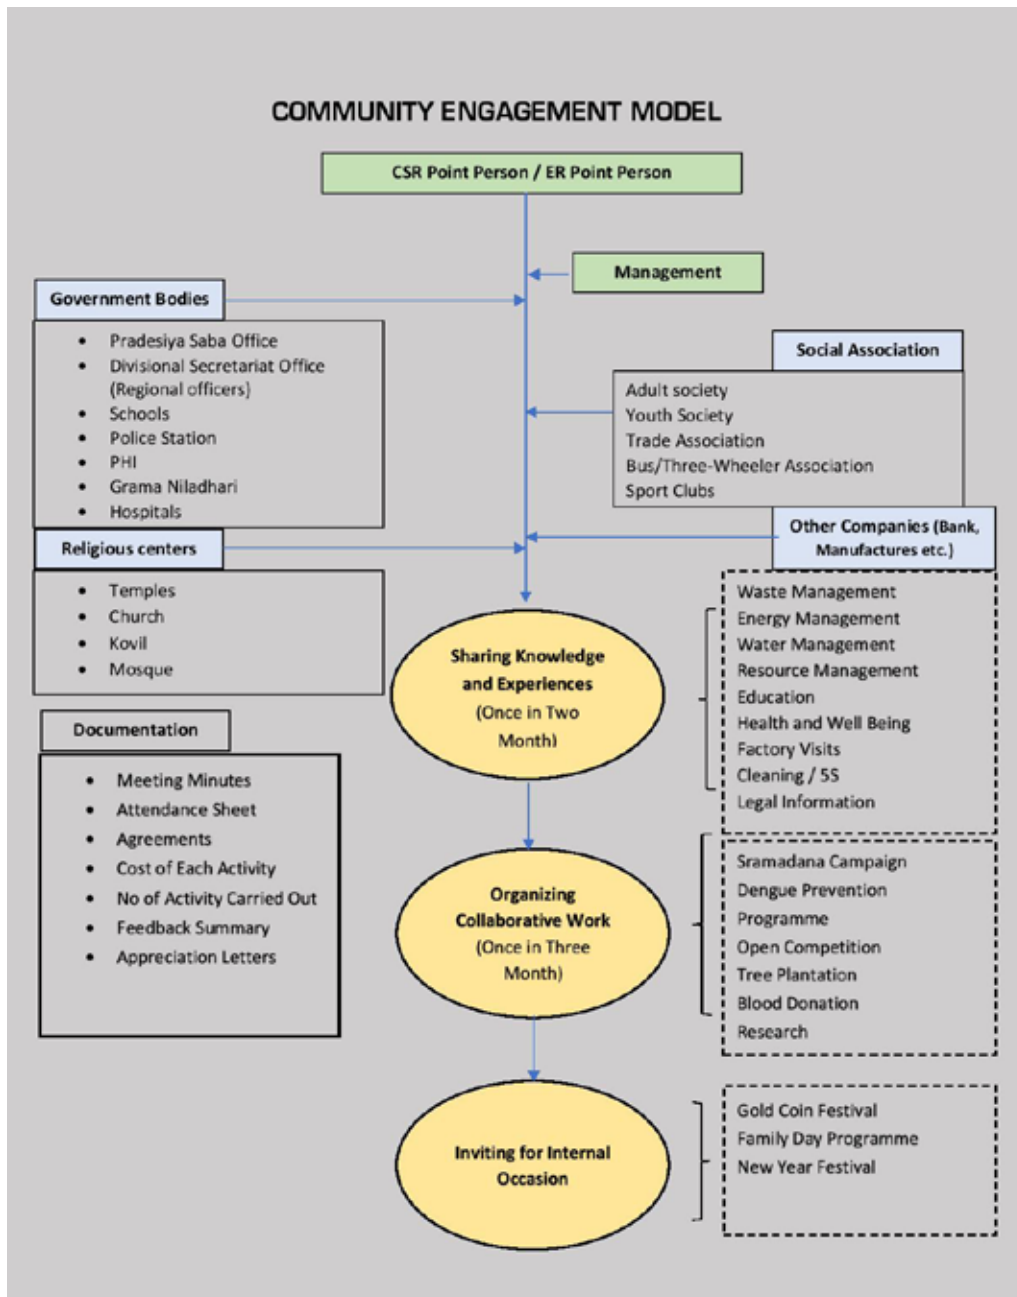 COMMUNITY ENGAGEMENT MODEL
CSR Point Person / ER Point Person
Management
Government Bodies
• Pradesiya Saba Office
• Divisional Secretariat Office
(Regional officers)
• Schools
• Police Station
• PHI
• Grama Niladhari
• Hospitals
Social Association
Adult society
Youth Society
Trade Association
Bus/Three-Wheeler Association
Sport Clubs
Other Companies (Bank,
Manufactures etc.)
Religious centers
• Temples
• Church
• Kovil
• Mosque
Sharing Knowledge
and Experiences
(Once in Two
Month)
Waste Management
Energy Management
Water Management
Resource Management
Education
Health and Well Being
Factory Visits
Cleaning / 5S
Legal Information
Documentation
• Meeting Minutes
• Attendance Sheet
• Agreements
• Cost of Each Activity
• No of Activity Carried Out
• Feedback Summary
• Appreciation Letters
Organizing
Collaborative Work
(Once in Three
Month)
Sramadana Campaign
Dengue Prevention
Programme
Open Competition
Tree Plantation
Blood Donation
Research
Inviting for Internal
Occasion
Gold Coin Festival
Family Day Programme
New Year Festival